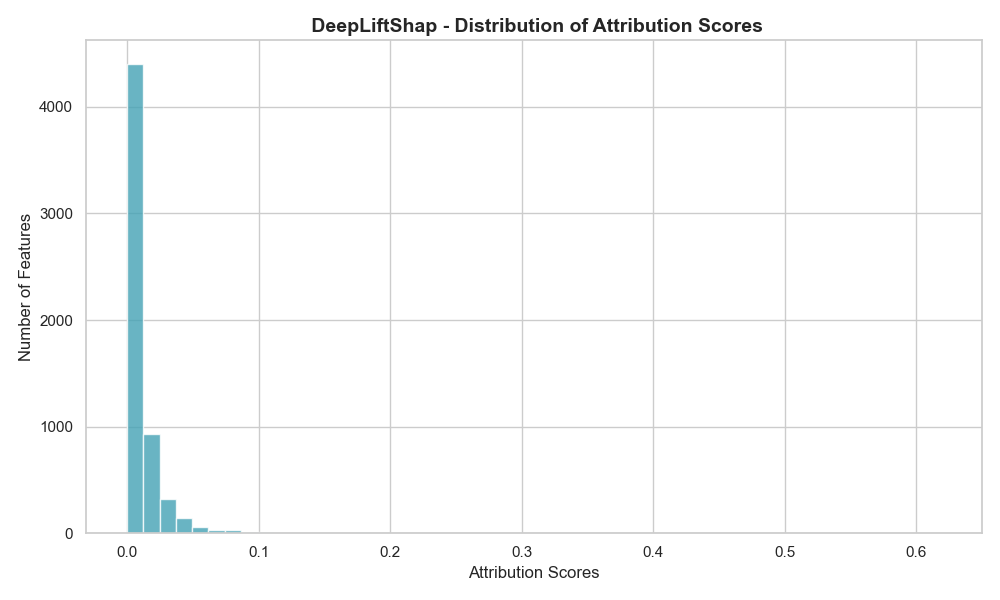 DeepLiftShap - Distribution of Attribution Scores
Number of Features
4000
3000
2000
1000
0
0.0 0.1 0.2 0.3 0.4 0.5 0.6
Attribution Scores